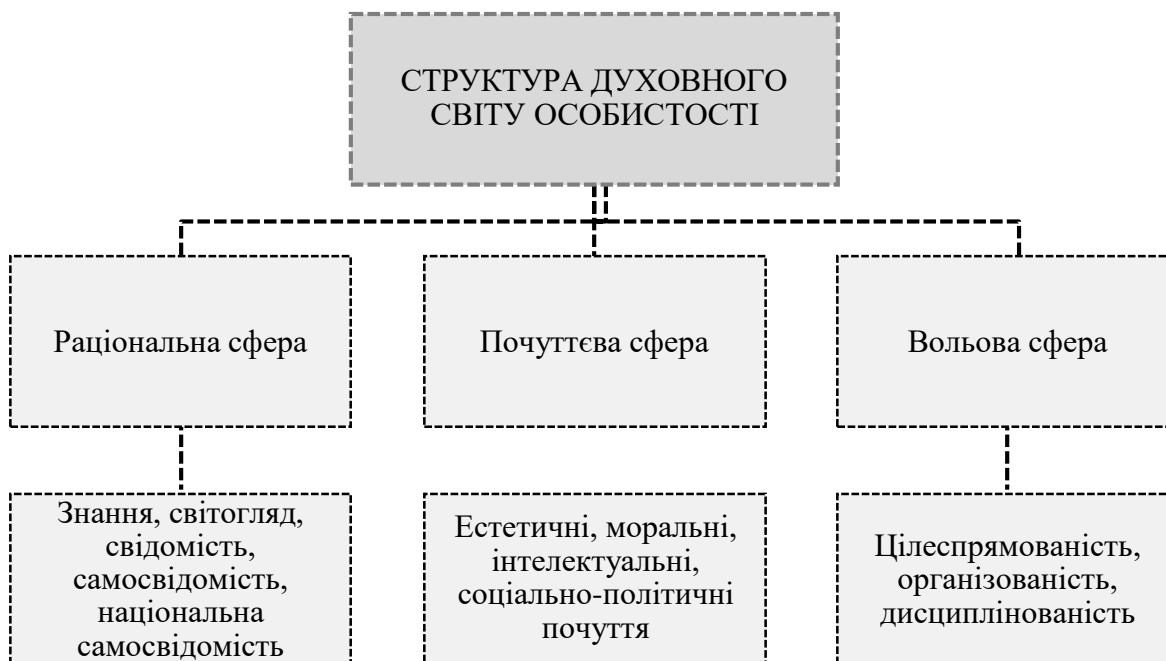 СТРУКТУРА ДУХОВНОГО
СВІТУ ОСОБИСТОСТІ
Раціональна сфера
Почуттєва сфера
Вольова сфера
Знання, світогляд,
свідомість,
самосвідомість,
національна
самосвідомість
Естетичні, моральні,
інтелектуальні,
соціально-політичні
почуття
Цілеспрямованість,
організованість,
дисциплінованість